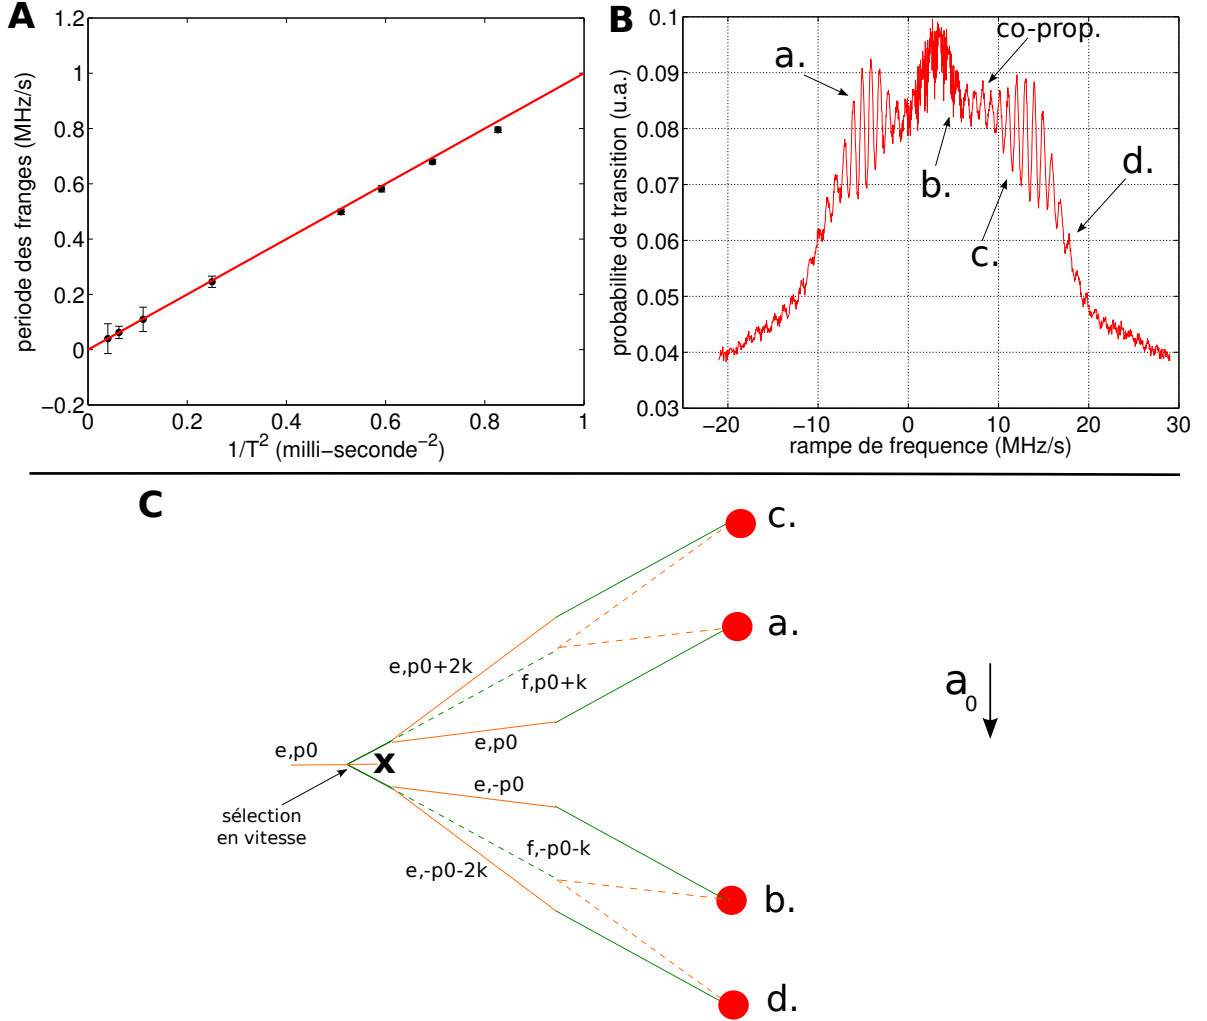 A
1.2
1
0.8
0.6
0.4
0.2
0
−0.2
periode des franges (MHz/s)
0
0.2
0.4
0.6
0.8
1
1/T² (milli−seconde⁻²)
B
0.1
0.09
0.08
0.07
0.06
0.05
0.04
0.03
probabilite de transition (u.a.)
a.
co-prop.
b.
c.
d.
−20
−10
0
10
20
30
rampe de frequence (MHz/s)
C
c.
a.
e,p0+2k
f,p0+k
a₀
e,p0
e,p0
x
e,-p0
sélection
en vitesse
f,-p0-k
e,-p0-2k
b.
d.